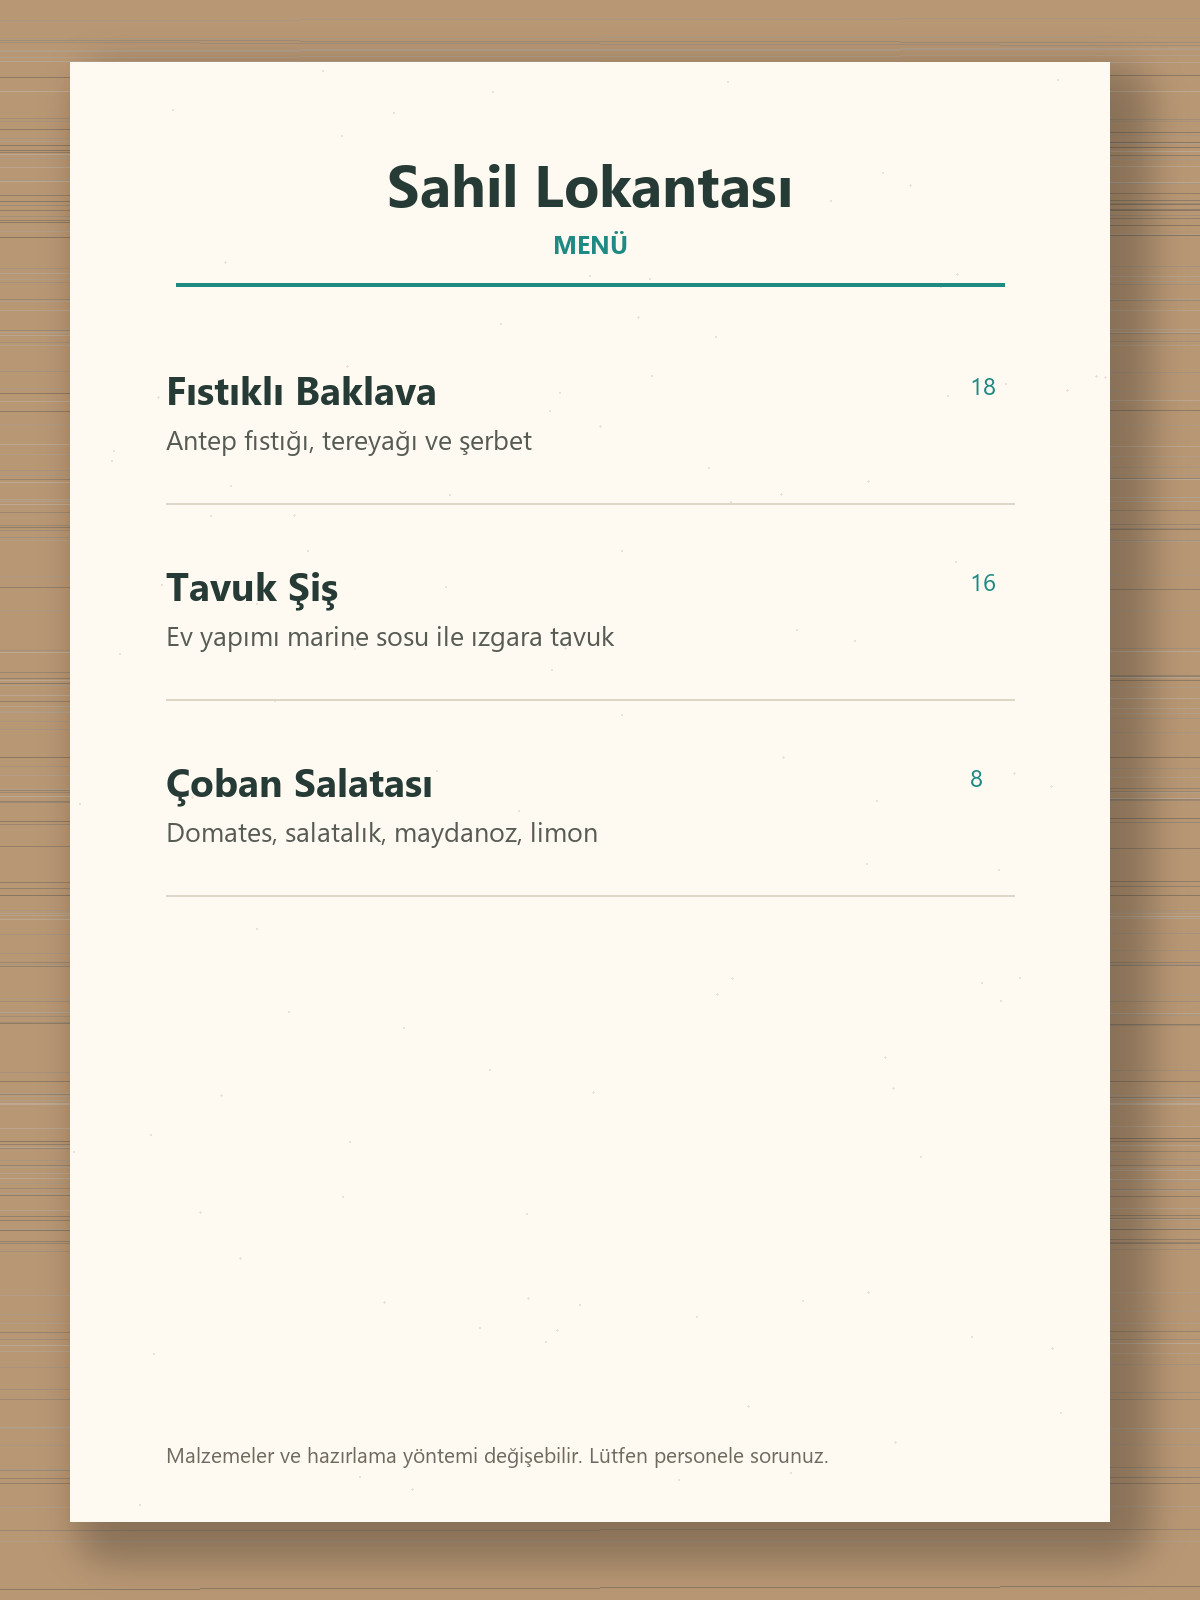 Sahil Lokantası
MENÜ
Fıstıklı Baklava 18
Antep fıstığı, tereyağı ve şerbet
Tavuk Şiş 16
Ev yapımı marine sosu ile ızgara tavuk
Çoban Salatası 8
Domates, salatalık, maydanoz, limon
Malzemeler ve hazırlama yöntemi değişebilir. Lütfen personele sorunuz.